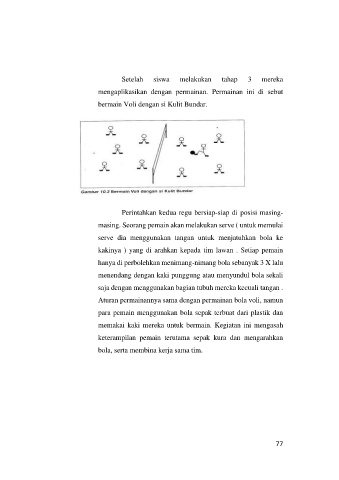 Setelah siswa melakukan tahap 3 mereka
mengaplikasikan dengan permainan. Permainan ini di sebut
bermain Voli dengan si Kulit Bundar.
Gambar 10.3 Bermain Voli dengan si Kulit Bundar
Perintahkan kedua regu bersiap-siap di posisi masing-
masing. Seorang pemain akan melakukan serve ( untuk memulai
serve dia menggunakan tangan untuk menjatuhkan bola ke
kakinya ) yang di arahkan kepada tim lawan . Setiap pemain
hanya di perbolehkan menimang-nimang bola sebanyak 3 X lalu
menendang dengan kaki punggung atau menyundul bola sekali
saja dengan menggunakan bagian tubuh mereka kecuali tangan .
Aturan permainannya sama dengan permainan bola voli, namun
para pemain menggunakan bola sepak terbuat dari plastik dan
memakai kaki mereka untuk bermain. Kegiatan ini mengasah
keterampilan pemain terutama sepak kura dan mengarahkan
bola, serta membina kerja sama tim.
77